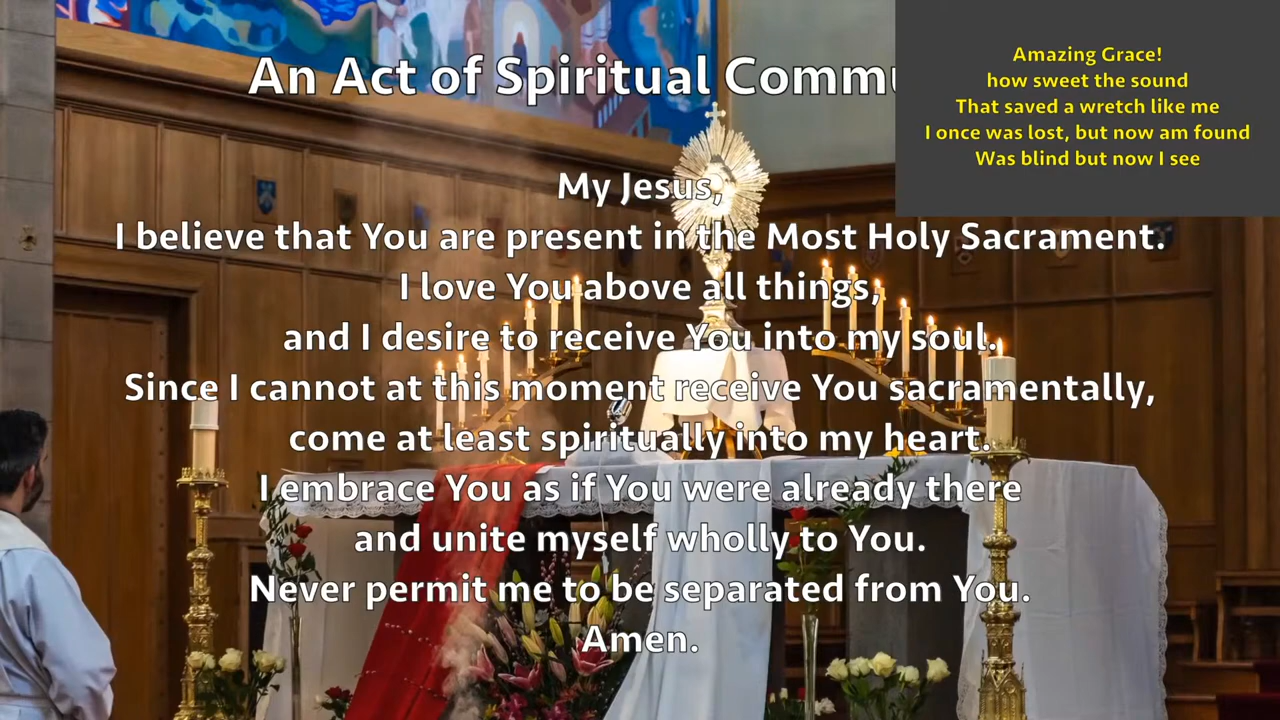 An Act of Spiritual Commu
My Jesus,
I believe that You are present in the Most Holy Sacrament.
I love You above all things,
and I desire to receive You into my soul.
Since I cannot at this moment receive You sacramentally,
come at least spiritually into my heart.
I embrace You as if You were already there
and unite myself wholly to You.
Never permit me to be separated from You.
Amen.
Amazing Grace!
how sweet the sound
That saved a wretch like me
I once was lost, but now am found
Was blind but now I see